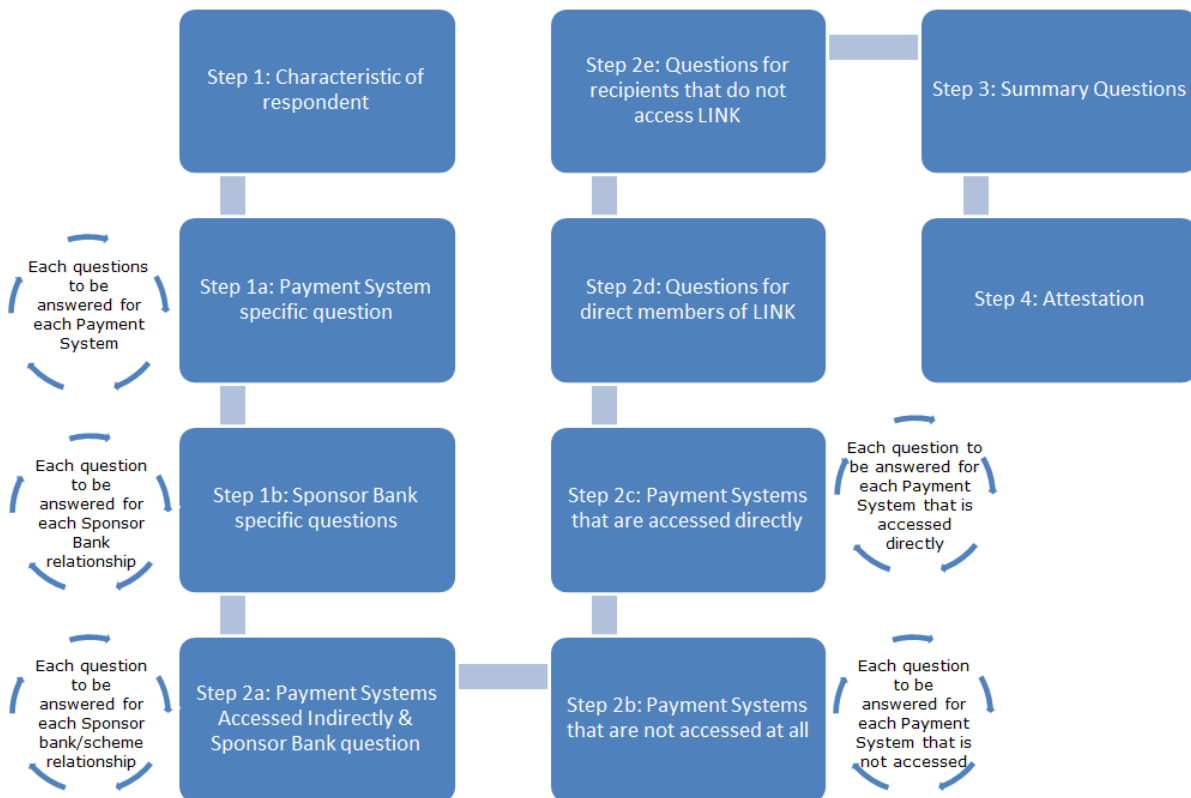 Step 1: Characteristic of
respondent
Each questions
to be
answered for
each Payment
System
Step 1a: Payment System
specific question
Each question
to be
answered for
each Sponsor
Bank
relationship
Step 1b: Sponsor Bank
specific questions
Each question
to be
answered for
each Sponsor
bank/scheme
relationship
Step 2a: Payment Systems
Accessed Indirectly &
Sponsor Bank question
Step 2b: Payment Systems
that are not accessed at all
Each question
to be
answered for
each Payment
System that is
not accessed
Step 2c: Payment Systems
that are accessed directly
Each question to
be answered for
each Payment
System that is
accessed
directly
Step 2d: Questions for
direct members of LINK
Step 2e: Questions for
recipients that do not
access LINK
Step 3: Summary Questions
Step 4: Attestation